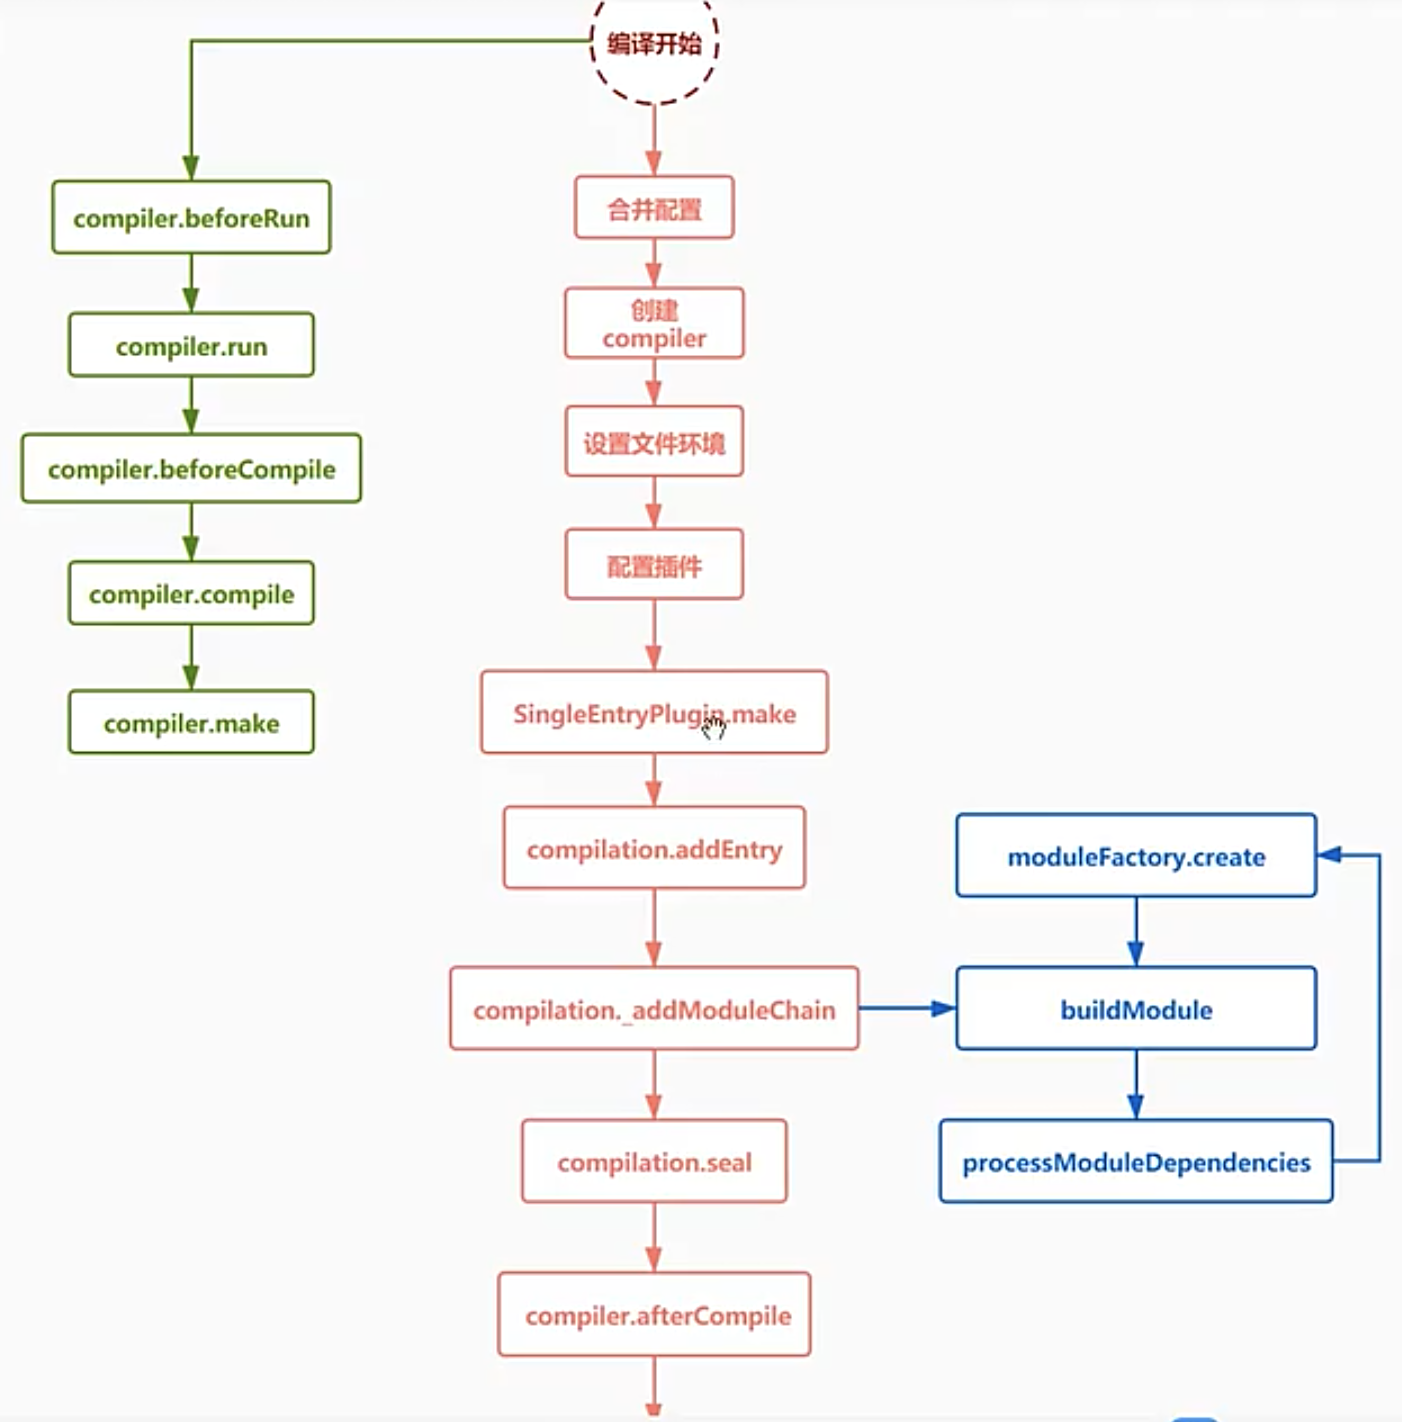 编译开始
compiler.beforeRun
compiler.run
compiler.beforeCompile
compiler.compile
compiler.make
合并配置
创建
compiler
设置文件环境
配置插件
SingleEntryPlugin.make
compilation.addEntry
compilation._addModuleChain
compilation.seal
compiler.afterCompile
moduleFactory.create
buildModule
processModuleDependencies